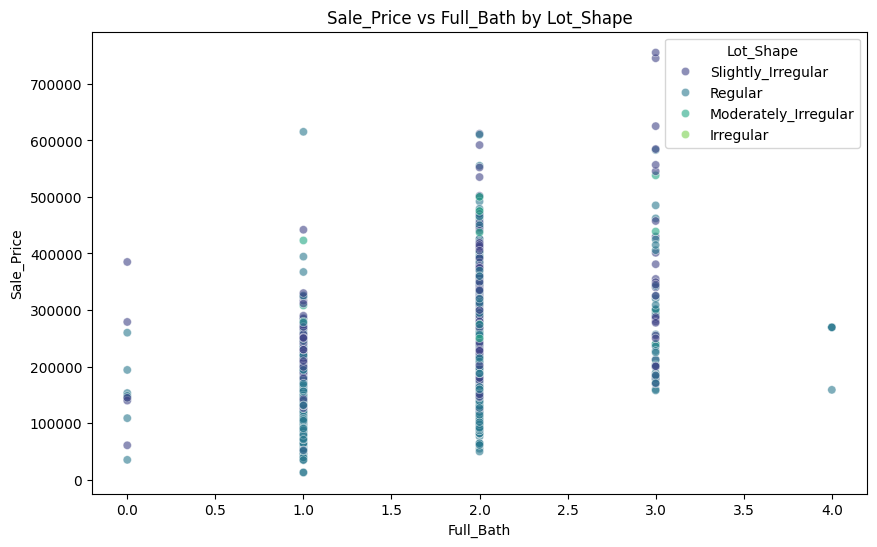 Sale_Price vs Full_Bath by Lot_Shape
Lot_Shape
Slightly_Irregular
Regular
Moderately_Irregular
Irregular
Sale_Price
700000
600000
500000
400000
300000
200000
100000
0
0.0 0.5 1.0 1.5 2.0 2.5 3.0 3.5 4.0
Full_Bath